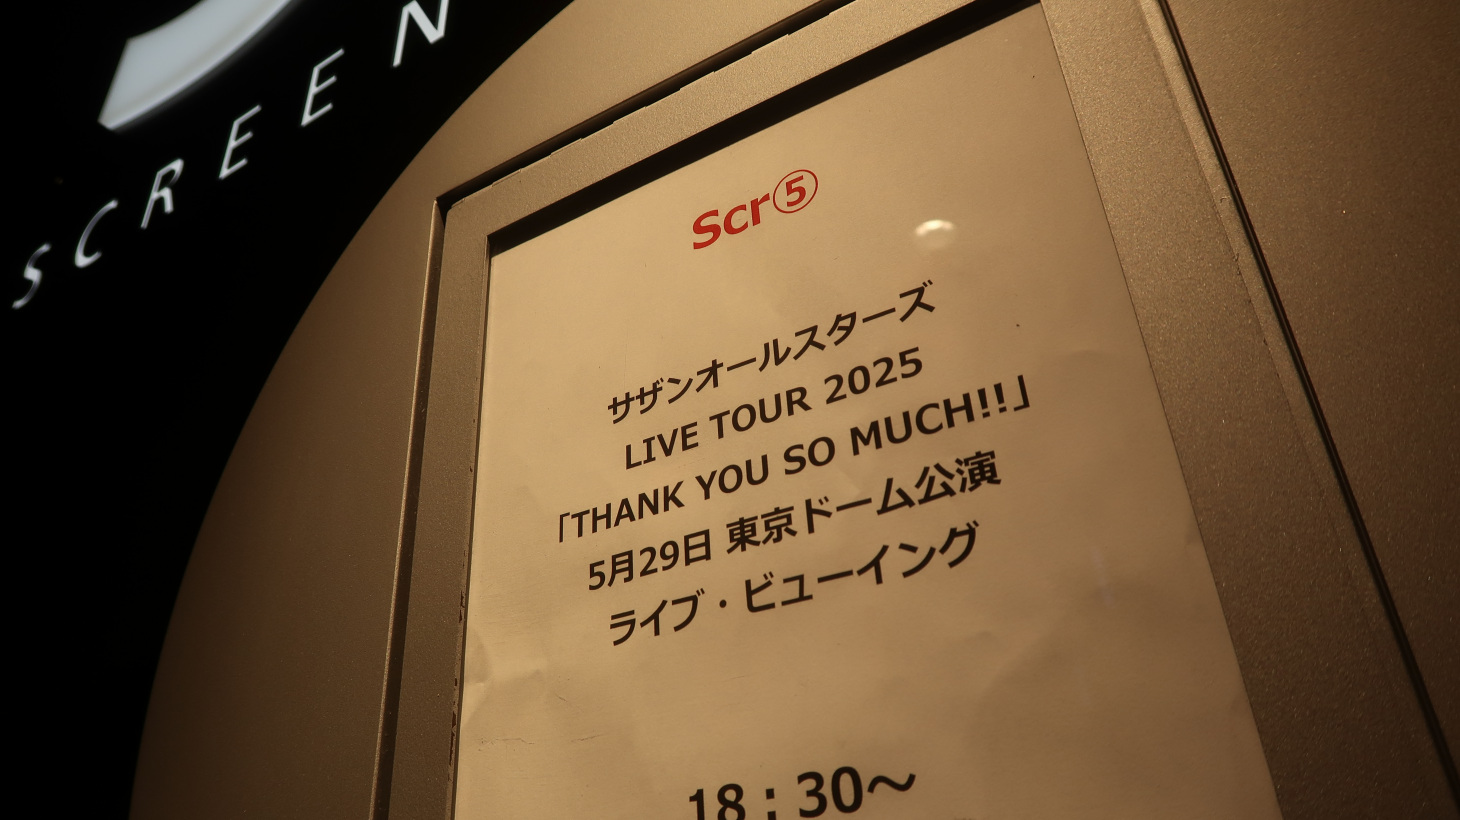 SCREEN
Scr⑤
サザンオールスターズ
LIVE TOUR 2025
「THANK YOU SO MUCH!!」
5月29日 東京ドーム公演
ライブ・ビューイング
18：30～